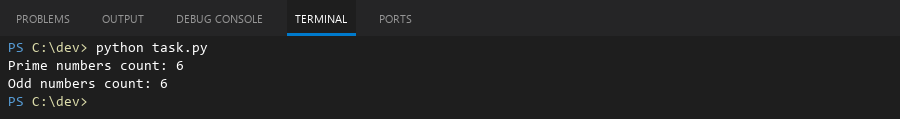 PROBLEMS OUTPUT DEBUG CONSOLE TERMINAL PORTS
PS C:\dev> python task.py
Prime numbers count: 6
Odd numbers count: 6
PS C:\dev>